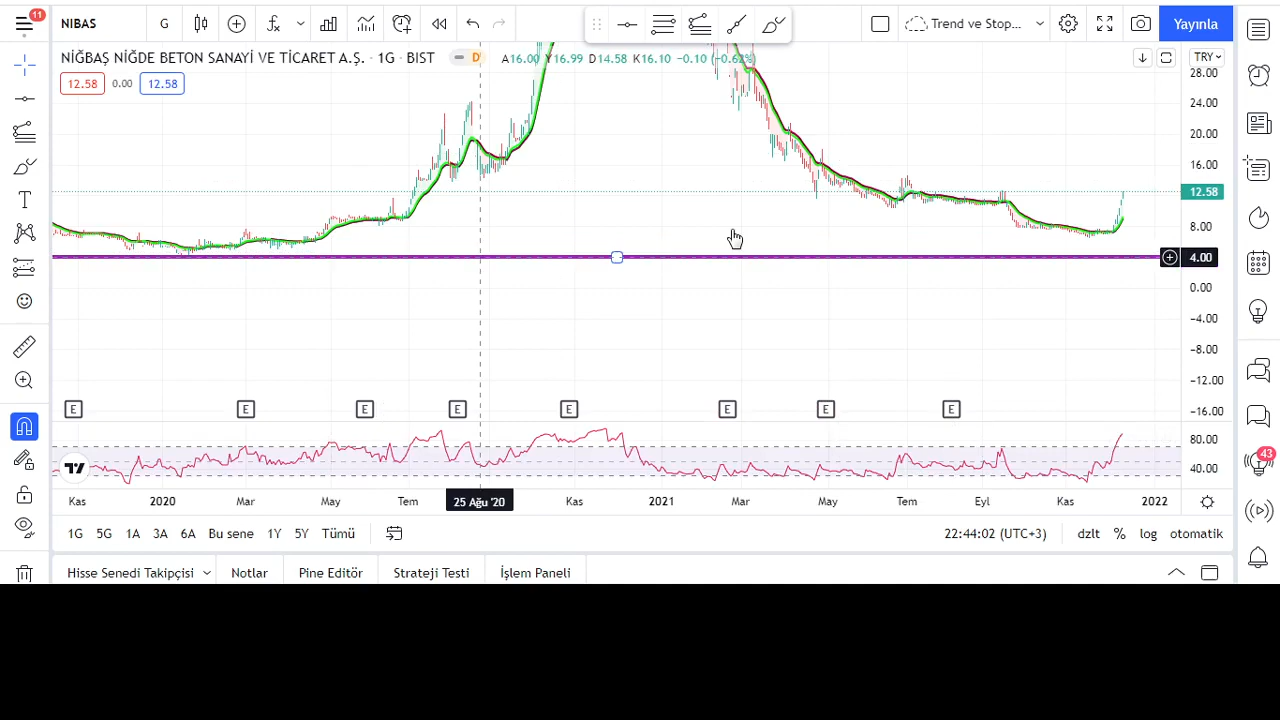 11 NIBAS G Trend ve Stop... Yayınla
NİĞBAŞ NİĞDE BETON SANAYİ VE TİCARET A.Ş. · 1G · BIST D A16.00 Y16.99 D14.58 K16.10 −0.10 (−0.62%) TRY
12.58 0.00 12.58
28.00
24.00
20.00
16.00
12.58
8.00
4.00
0.00
−4.00
−8.00
−12.00
−16.00
E E E E E E E E
80.00
40.00
43
Kas 2020 Mar May Tem 25 Ağu '20 Kas 2021 Mar May Tem Eyl Kas 2022
1G 5G 1A 3A 6A Bu sene 1Y 5Y Tümü 22:44:02 (UTC+3) dzlt % log otomatik
Hisse Senedi Takipçisi Notlar Pine Editör Strateji Testi İşlem Paneli